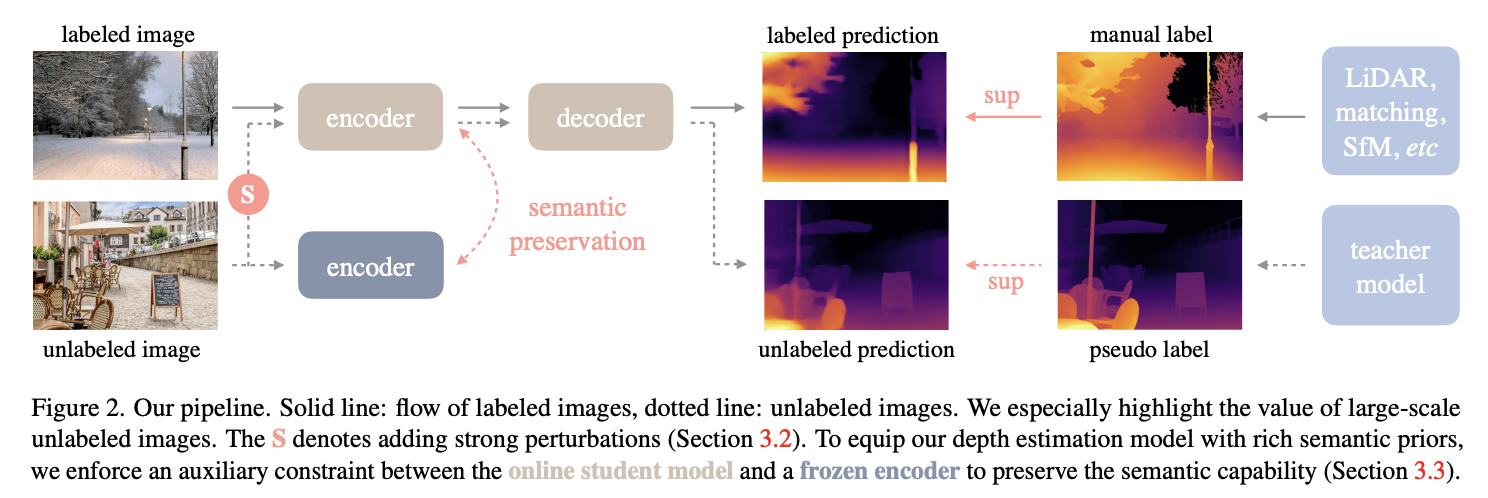 labeled image
labeled prediction
manual label
encoder
decoder
sup
LiDAR,
matching,
SfM, etc
S
semantic
preservation
encoder
sup
teacher
model
unlabeled image
unlabeled prediction
pseudo label
Figure 2. Our pipeline. Solid line: flow of labeled images, dotted line: unlabeled images. We especially highlight the value of large-scale
unlabeled images. The S denotes adding strong perturbations (Section 3.2). To equip our depth estimation model with rich semantic priors,
we enforce an auxiliary constraint between the online student model and a frozen encoder to preserve the semantic capability (Section 3.3).